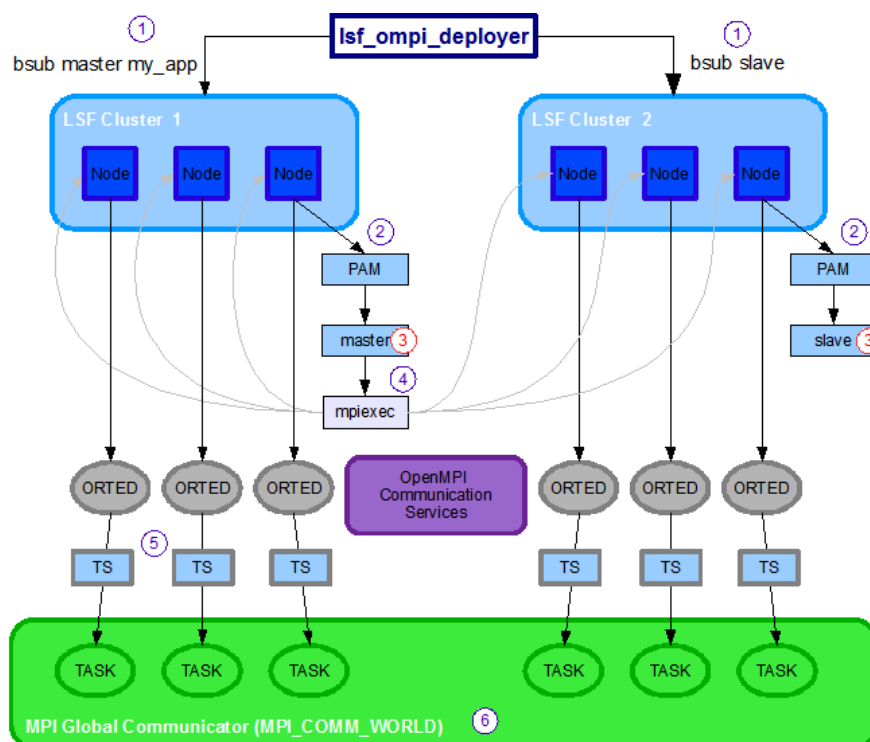 lsf_ompi_deployer
1
1
bsub master my_app
bsub slave
LSF Cluster 1
LSF Cluster 2
Node
Node
Node
Node
Node
Node
2
2
PAM
PAM
master
3
slave
3
4
mpiexec
OpenMPI
Communication
Services
ORTED
ORTED
ORTED
ORTED
ORTED
ORTED
5
TS
TS
TS
TS
TS
TS
TASK
TASK
TASK
TASK
TASK
TASK
MPI Global Communicator (MPI_COMM_WORLD)
6